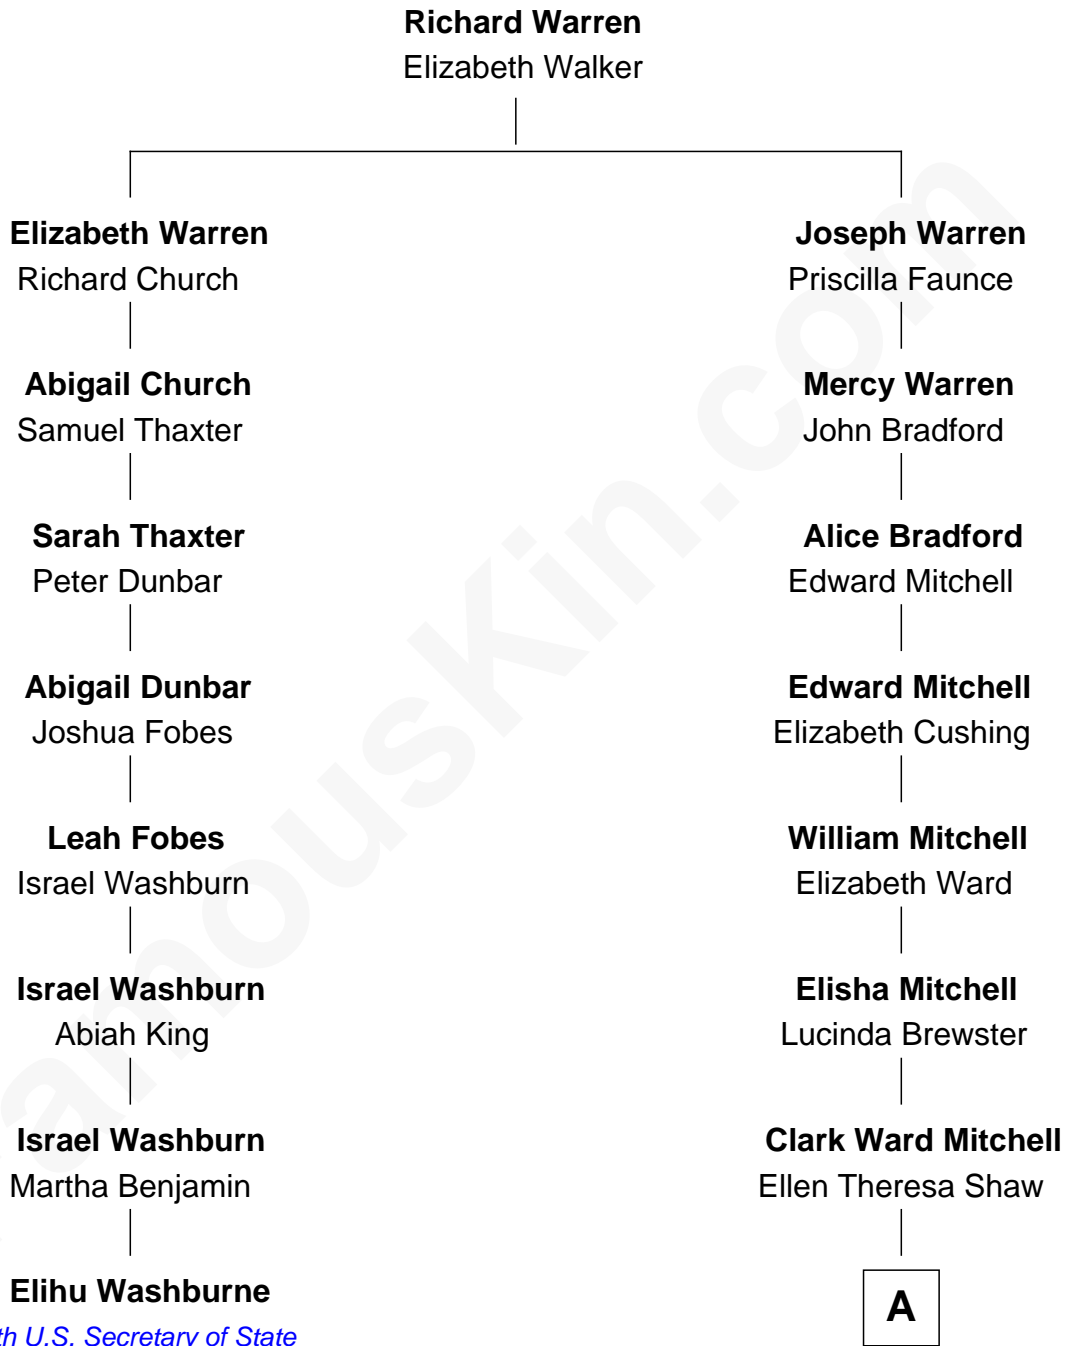 Richard Warren
Elizabeth Walker
Elizabeth Warren
Richard Church
Joseph Warren
Priscilla Faunce
Abigail Church
Samuel Thaxter
Mercy Warren
John Bradford
Sarah Thaxter
Peter Dunbar
Alice Bradford
Edward Mitchell
Abigail Dunbar
Joshua Fobes
Edward Mitchell
Elizabeth Cushing
Leah Fobes
Israel Washburn
William Mitchell
Elizabeth Ward
Israel Washburn
Abiah King
Elisha Mitchell
Lucinda Brewster
Israel Washburn
Martha Benjamin
Clark Ward Mitchell
Ellen Theresa Shaw
Elihu Washburne
th U.S. Secretary of State
A
amouskin.com